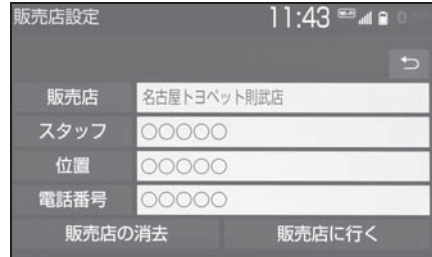 販売店設定 11:43 Wi-Fi
販売店 名古屋トヨペット則武店
スタッフ ○○○○○
位置 ○○○○○
電話番号 ○○○○○
販売店の消去 販売店に行く